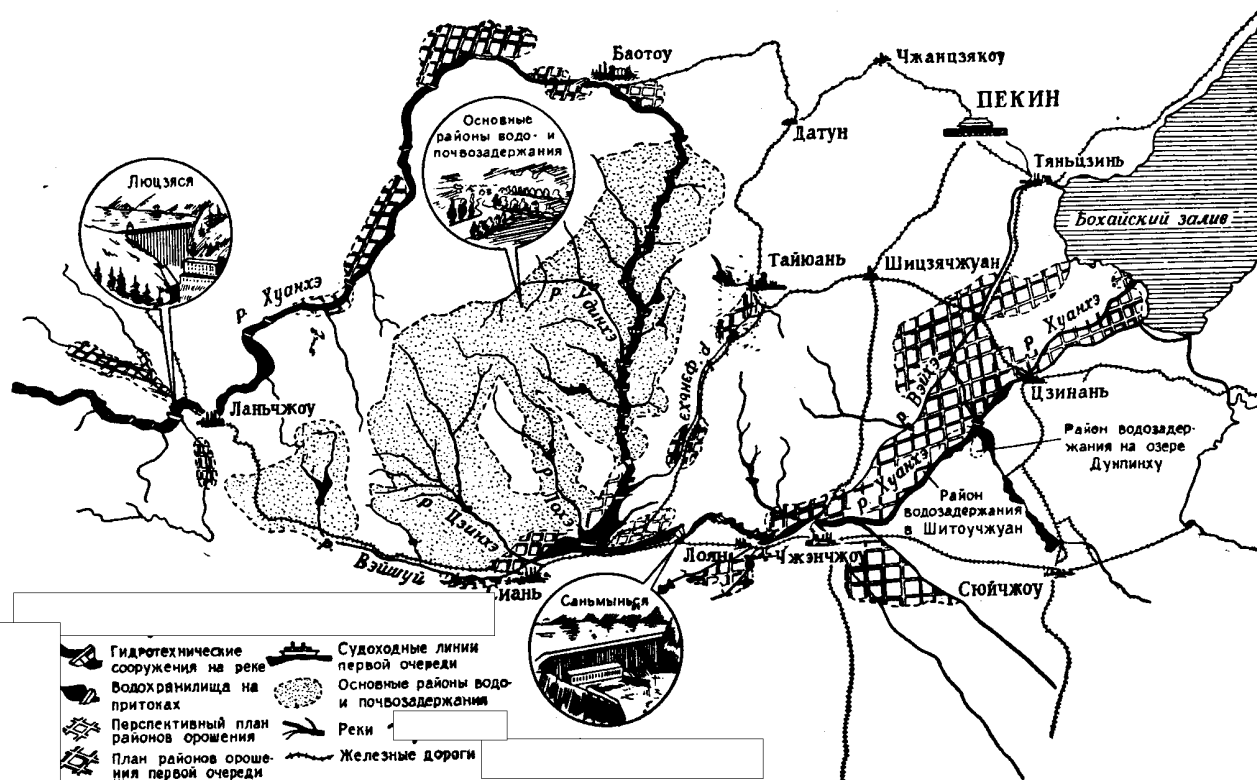 Баотоу
Чжанцзякоу
ПЕКИН
Основные
районы водо- и
почвозадержания
Датун
Тяньцзинь
Люцзяся
Бохайский залив
Тайюань
Шицзячжуан
р. Хуанхэ
р. Удинхэ
р. Фэньхэ
р. Хуанхэ
р. Вэйхэ
Цзинань
Ланьчжоу
Район водозадер-
жания на озере
Дунпинху
р. Лохэ
р. Цзинхэ
р. Хуанхэ
Район
водозадержания
в Шитоучжуан
р. Вэйшуй
Лоян
Чжэнчжоу
Сиань
Сюйчжоу
Саньмынься
Гидротехнические
сооружения на реке
Судоходные линии
первой очереди
Водохранилища на
притоках
Основные районы водо-
и почвозадержания
Перспективный план
районов орошения
Реки
План районов ороше-
ния первой очереди
Железные дороги